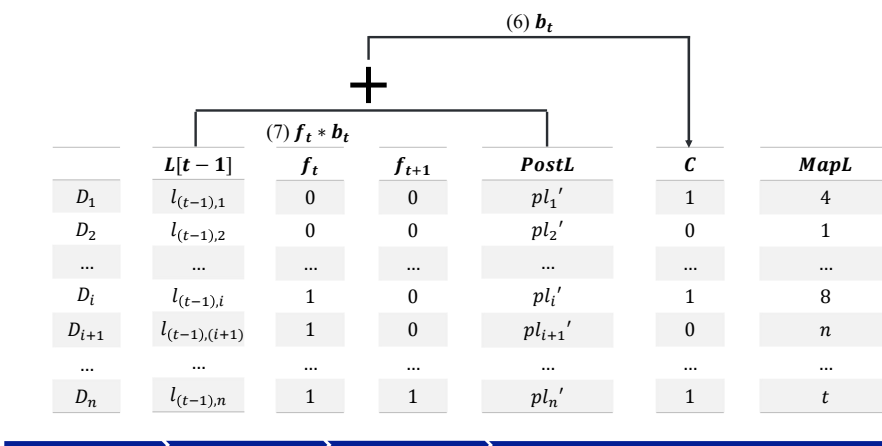 (6) b_t
+
(7) f_t * b_t
L[t − 1] f_t f_{t+1} PostL C MapL
D_1 l_{(t−1),1} 0 0 pl_1′ 1 4
D_2 l_{(t−1),2} 0 0 pl_2′ 0 1
... ... ... ... ... ... ...
D_i l_{(t−1),i} 1 0 pl_i′ 1 8
D_{i+1} l_{(t−1),(i+1)} 1 0 pl_{i+1}′ 0 n
... ... ... ... ... ... ...
D_n l_{(t−1),n} 1 1 pl_n′ 1 t